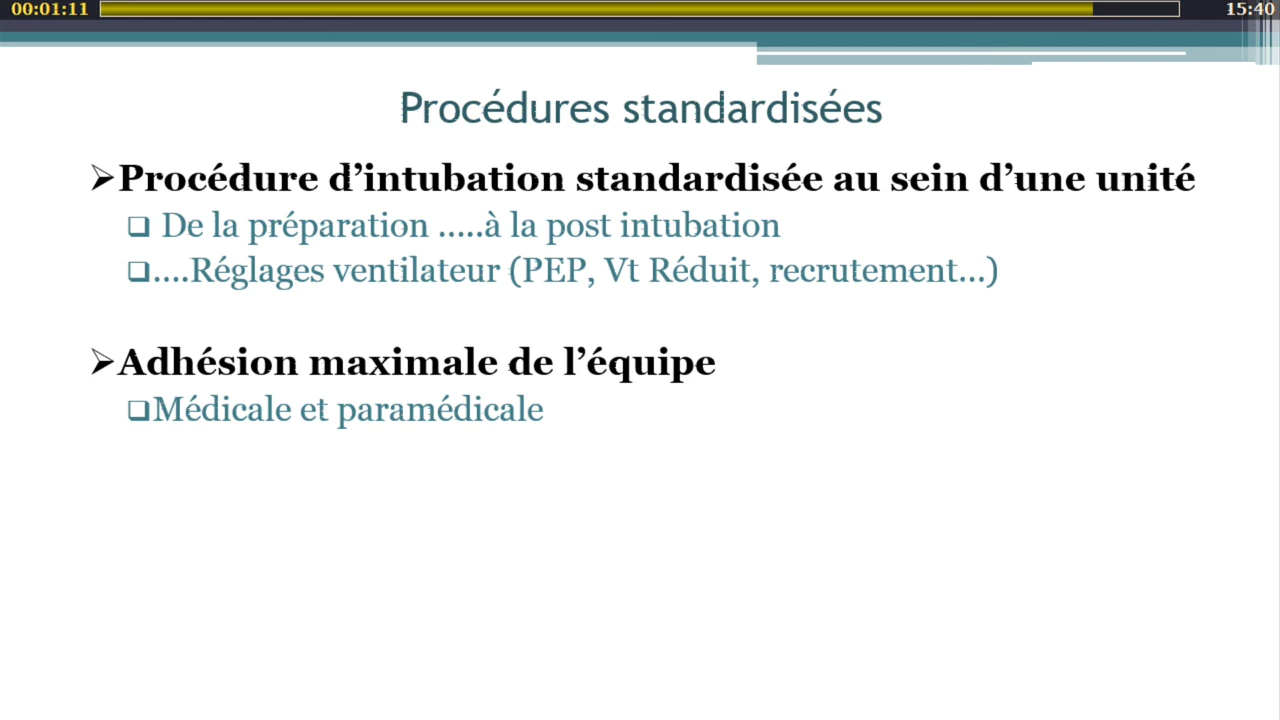 00:01:11
15:40
Procédures standardisées
➢Procédure d’intubation standardisée au sein d’une unité
❑ De la préparation .....à la post intubation
❑....Réglages ventilateur (PEP, Vt Réduit, recrutement...)
➢Adhésion maximale de l’équipe
❑Médicale et paramédicale